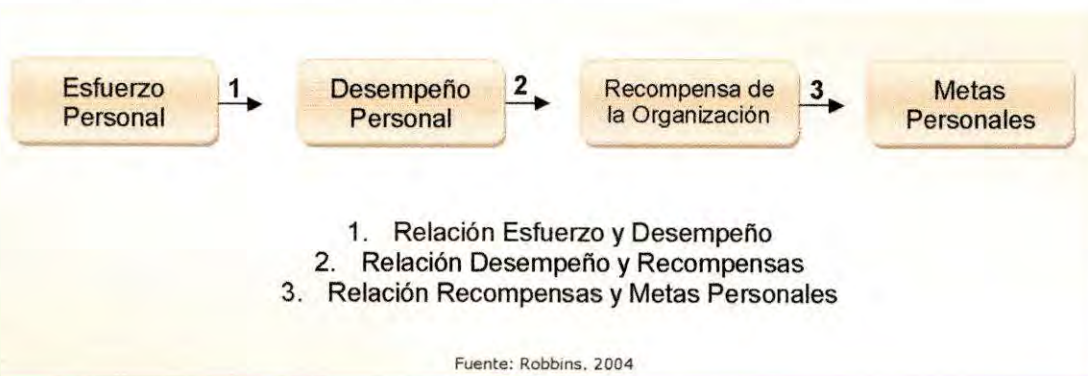 Esfuerzo
Personal
1
Desempeño
Personal
2
Recompensa de
la Organización
3
Metas
Personales
1. Relación Esfuerzo y Desempeño
2. Relación Desempeño y Recompensas
3. Relación Recompensas y Metas Personales
Fuente: Robbins, 2004